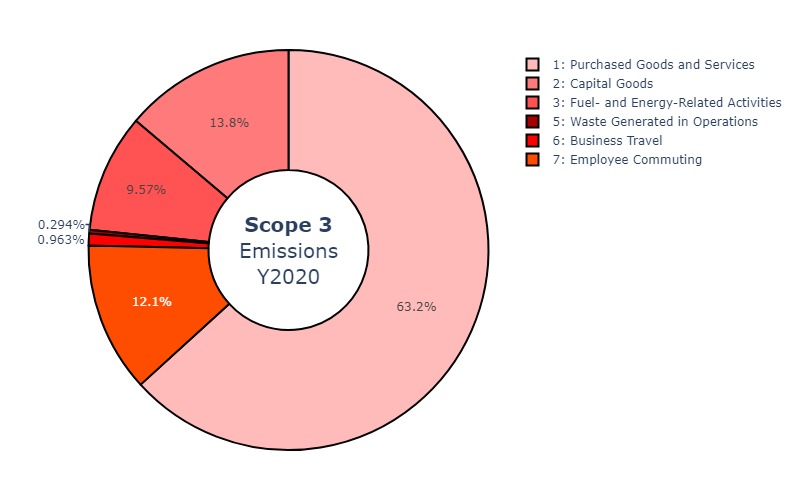 1: Purchased Goods and Services
2: Capital Goods
3: Fuel- and Energy-Related Activities
5: Waste Generated in Operations
6: Business Travel
7: Employee Commuting
13.8%
9.57%
0.294%
0.963%
12.1%
63.2%
Scope 3
Emissions
Y2020